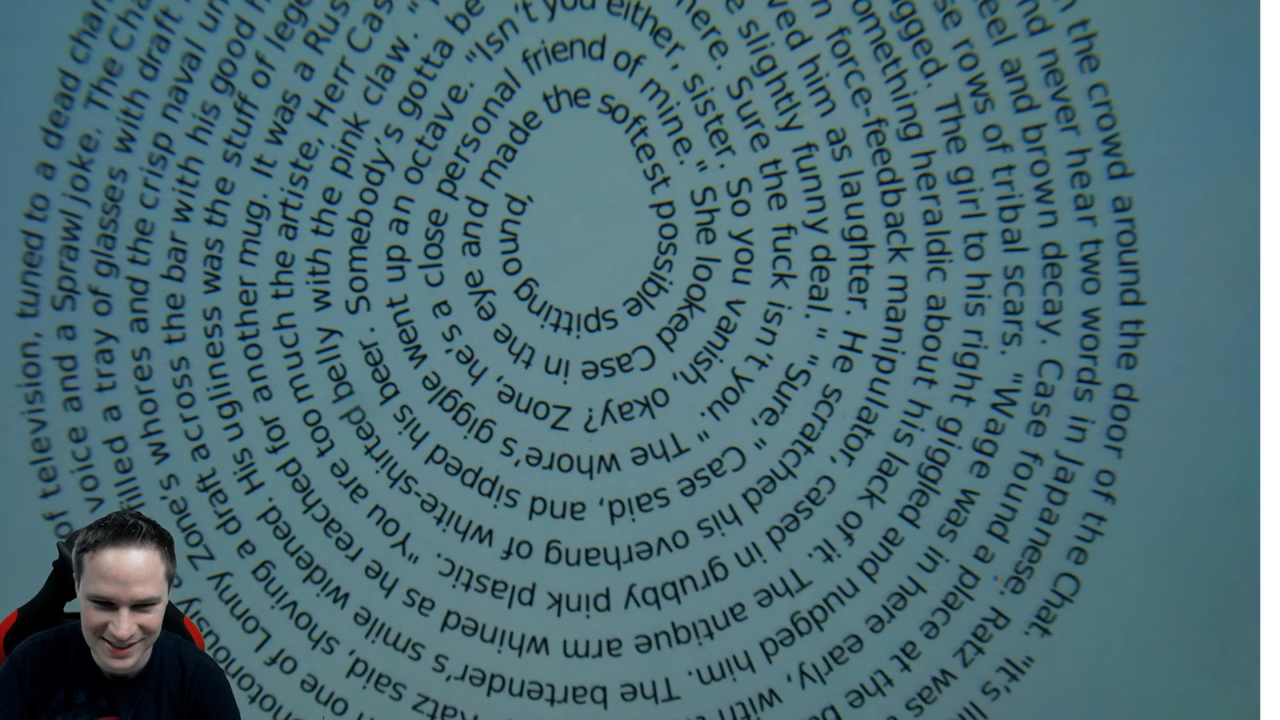 of television, tuned to a dead chan
the crowd around the door of the Chat. "It's
voice and a Sprawl joke. The Cha
never hear two words in Japanese. Ratz was
filled a tray of glasses with draft
eel and brown decay. Case found a place at the
one of Lonny Zone's whores and the crisp naval un
rows of tribal scars. "Wage was in here early, with
Ratz said, shoving a draft across the bar with his good
ugged. The girl to his right giggled and nudged him. The bartender's smile widened. His ugliness was the stuff of lege
omething heraldic about his lack of it. The antique arm whined as he reached for another mug. It was a Rus
force-feedback manipulator, cased in grubby pink plastic. "You are too much the artiste, Herr Cas
ved him as laughter. He scratched his overhang of white-shirted belly with the pink claw. "
slightly funny deal." "Sure," Case said, and sipped his beer. Somebody's gotta be
here. Sure the fuck isn't you." The whore's giggle went up an octave. "Isn't you either, sister. So you vanish, okay? Zone, he's a close personal friend of mine." She looked Case in the eye and made the softest possible spitting ound,